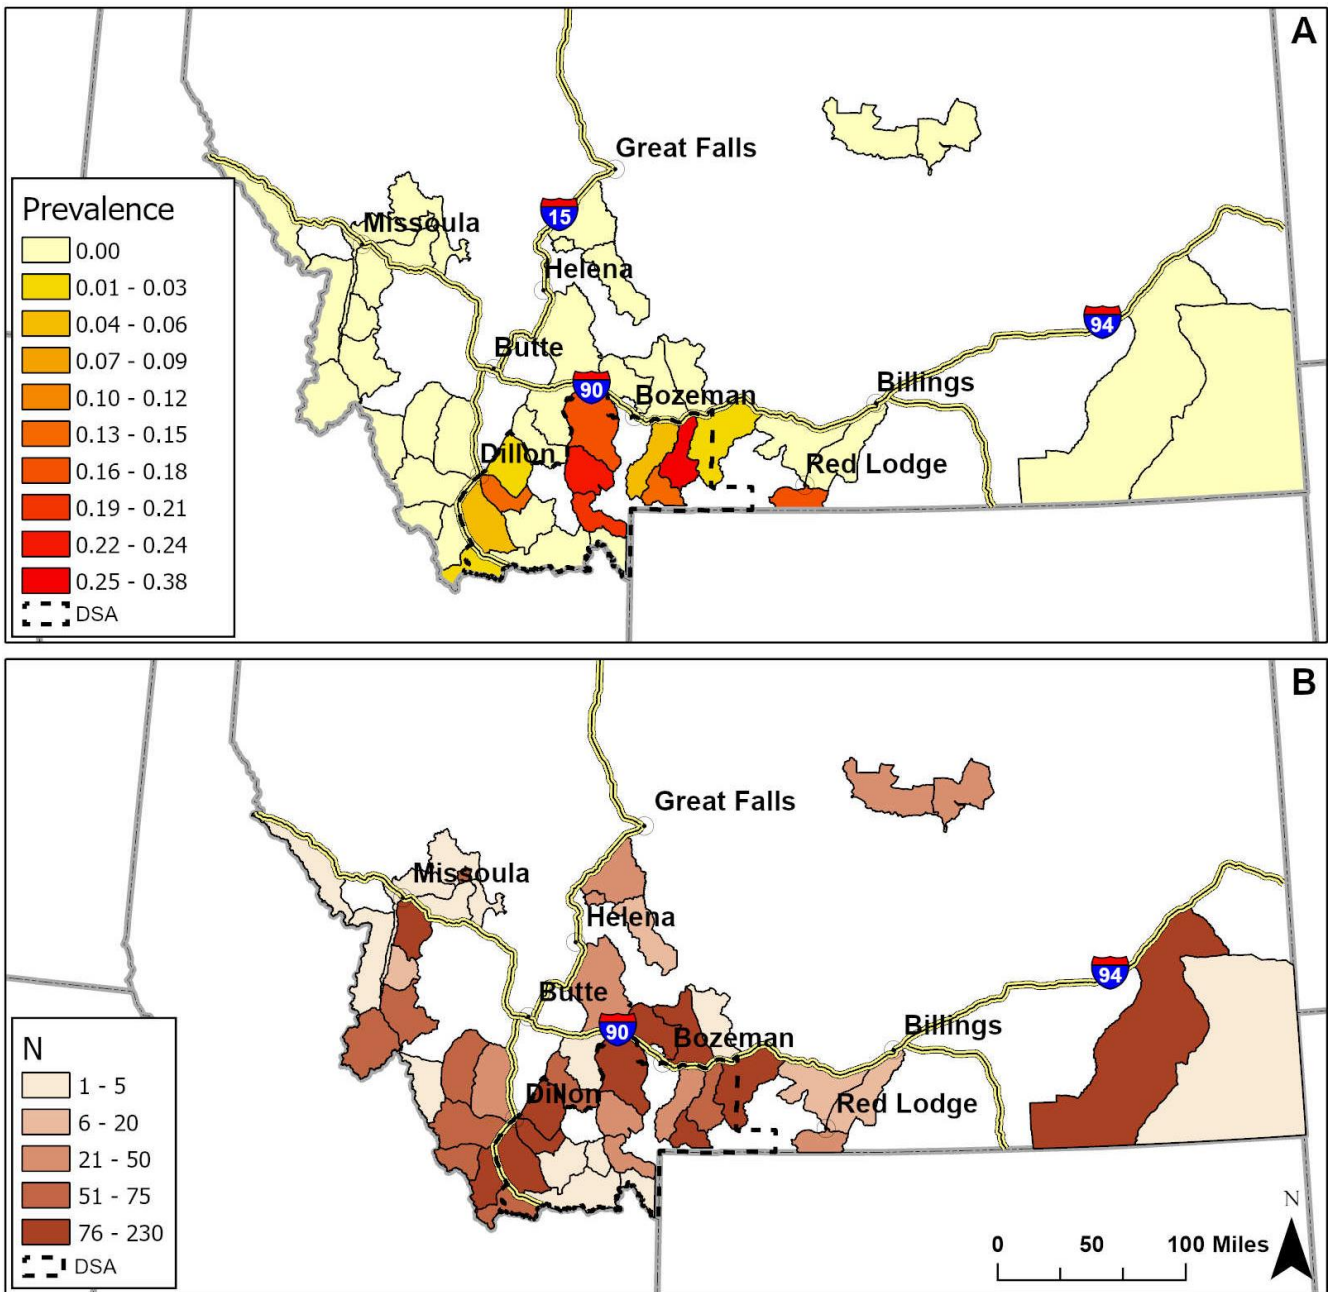 A
Great Falls
15
Missoula
Helena
Butte
90
94
Bozeman
Billings
Dillon
Red Lodge
Prevalence
0.00
0.01 - 0.03
0.04 - 0.06
0.07 - 0.09
0.10 - 0.12
0.13 - 0.15
0.16 - 0.18
0.19 - 0.21
0.22 - 0.24
0.25 - 0.38
DSA
B
Great Falls
Missoula
Helena
Butte
90
94
Bozeman
Billings
Dillon
Red Lodge
N
1 - 5
6 - 20
21 - 50
51 - 75
76 - 230
DSA
N
0 50 100 Miles